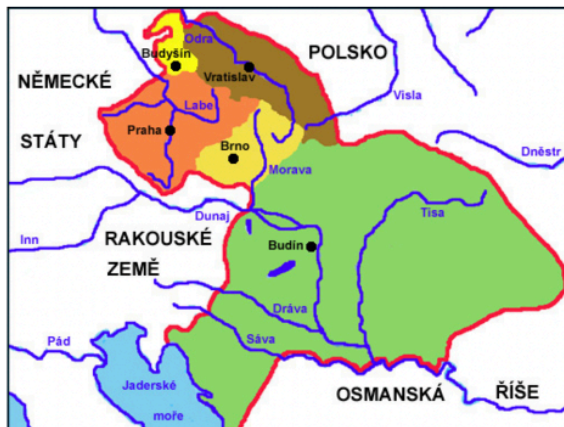 Odra
POLSKO
Budyšín
Vratislav
NĚMECKÉ
Labe
Visla
STÁTY
Praha
Brno
Morava
Dněstr
Dunaj
Tisa
Inn
RAKOUSKÉ
Budín
ZEMĚ
Dráva
Pád
Sáva
Jaderské
OSMANSKÁ
ŘÍŠE
moře